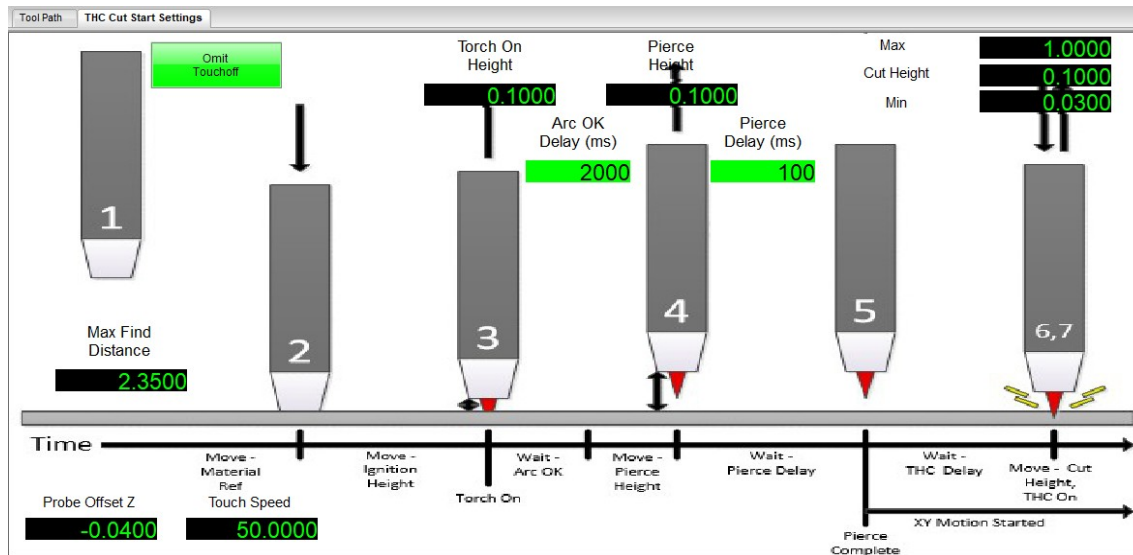 Tool Path
THC Cut Start Settings
Omit
Touchoff
Torch On
Height
0.1000
Pierce
Height
0.1000
Max
1.0000
Cut Height
0.1000
Min
0.0300
Arc OK
Delay (ms)
2000
Pierce
Delay (ms)
100
1
2
3
4
5
6,7
Max Find
Distance
2.3500
Time
Move -
Material
Ref
Move -
Ignition
Height
Torch On
Wait -
Arc OK
Move -
Pierce
Height
Wait -
Pierce Delay
Wait -
THC Delay
Move - Cut
Height,
THC On
XY Motion Started
Pierce
Complete
Probe Offset Z
-0.0400
Touch Speed
50.0000